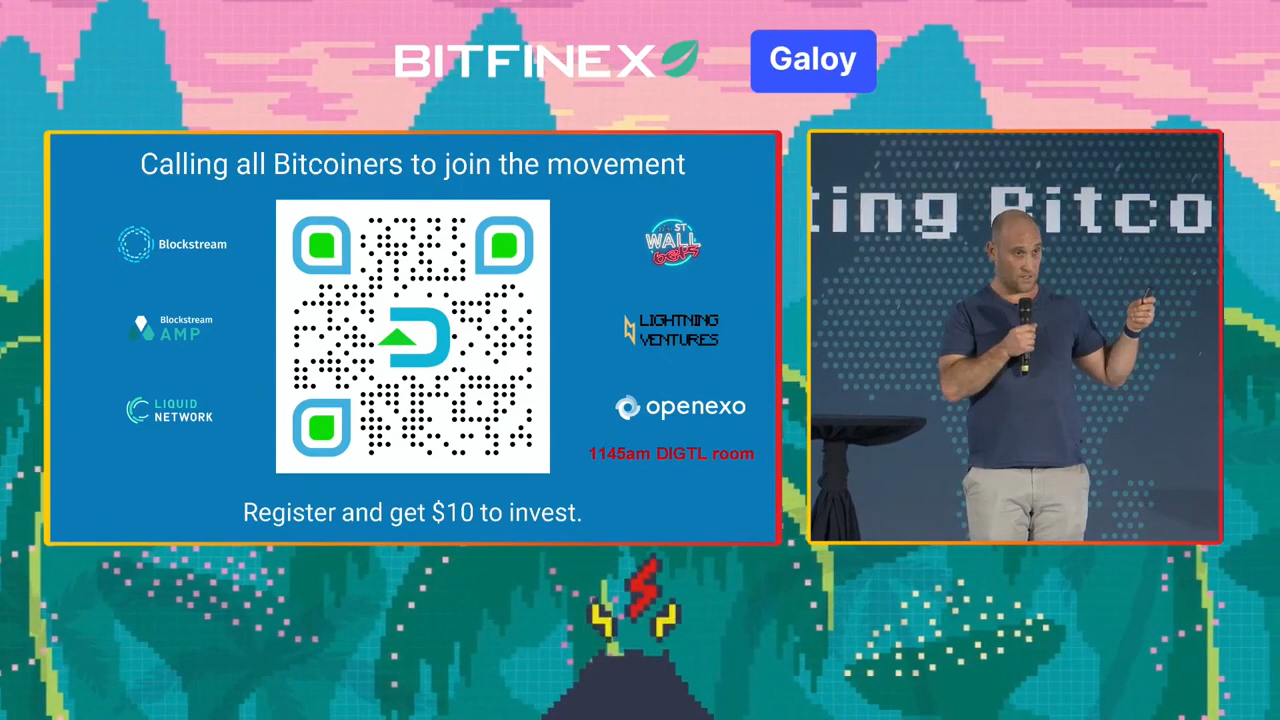 BITFINEX
Galoy
Calling all Bitcoiners to join the movement
Blockstream
Blockstream
AMP
LIQUID
NETWORK
WALL
LIGHTNING
VENTURES
openexo
1145am DIGTL room
Register and get $10 to invest.
ting Bitco